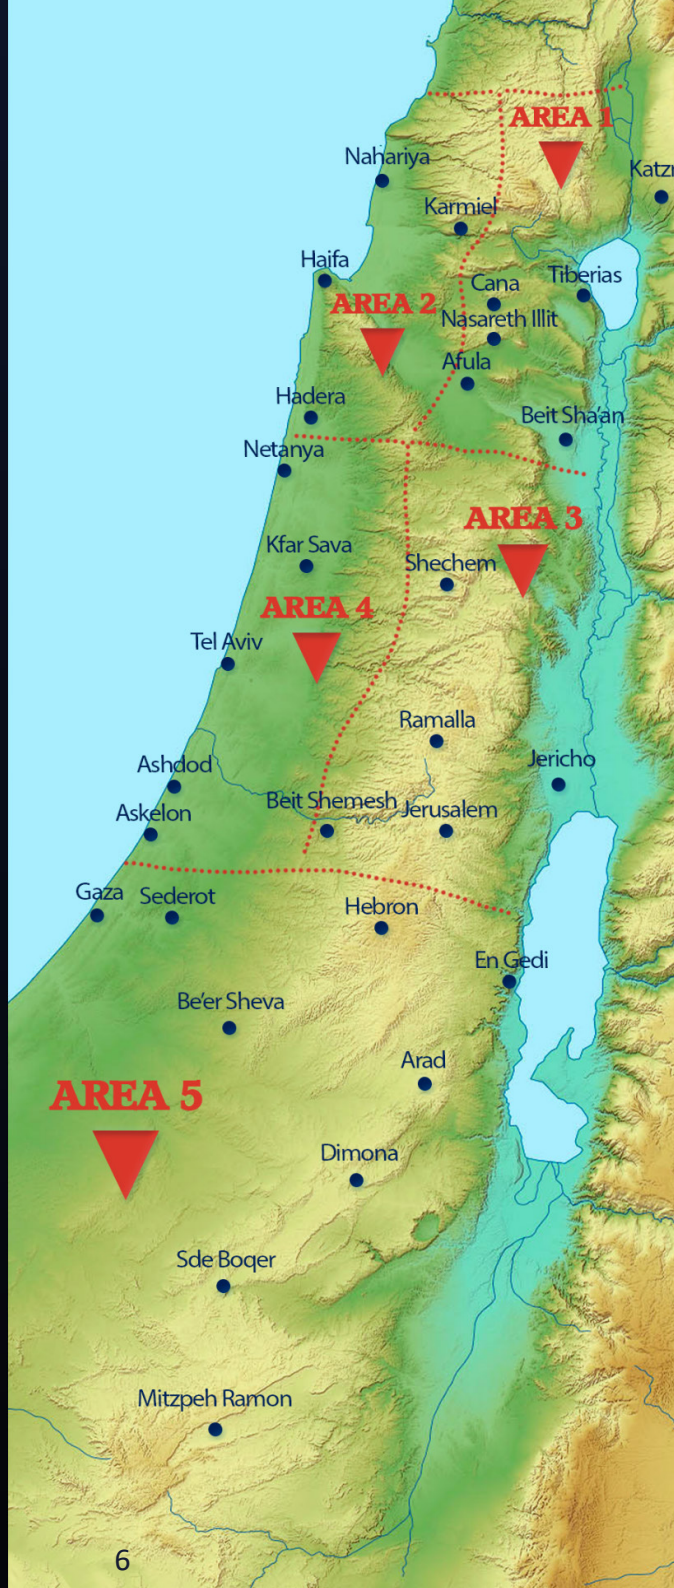 AREA 1
Nahariya
Katzr
Karmiel
Haifa
Tiberias
Cana
AREA 2
Nasareth Illit
Afula
Hadera
Beit Sha'an
Netanya
AREA 3
Kfar Sava
Shechem
AREA 4
Tel Aviv
Ramalla
Jericho
Ashdod
Beit Shemesh
Jerusalem
Askelon
Gaza
Sederot
Hebron
En Gedi
Be'er Sheva
Arad
AREA 5
Dimona
Sde Boqer
Mitzpeh Ramon
6